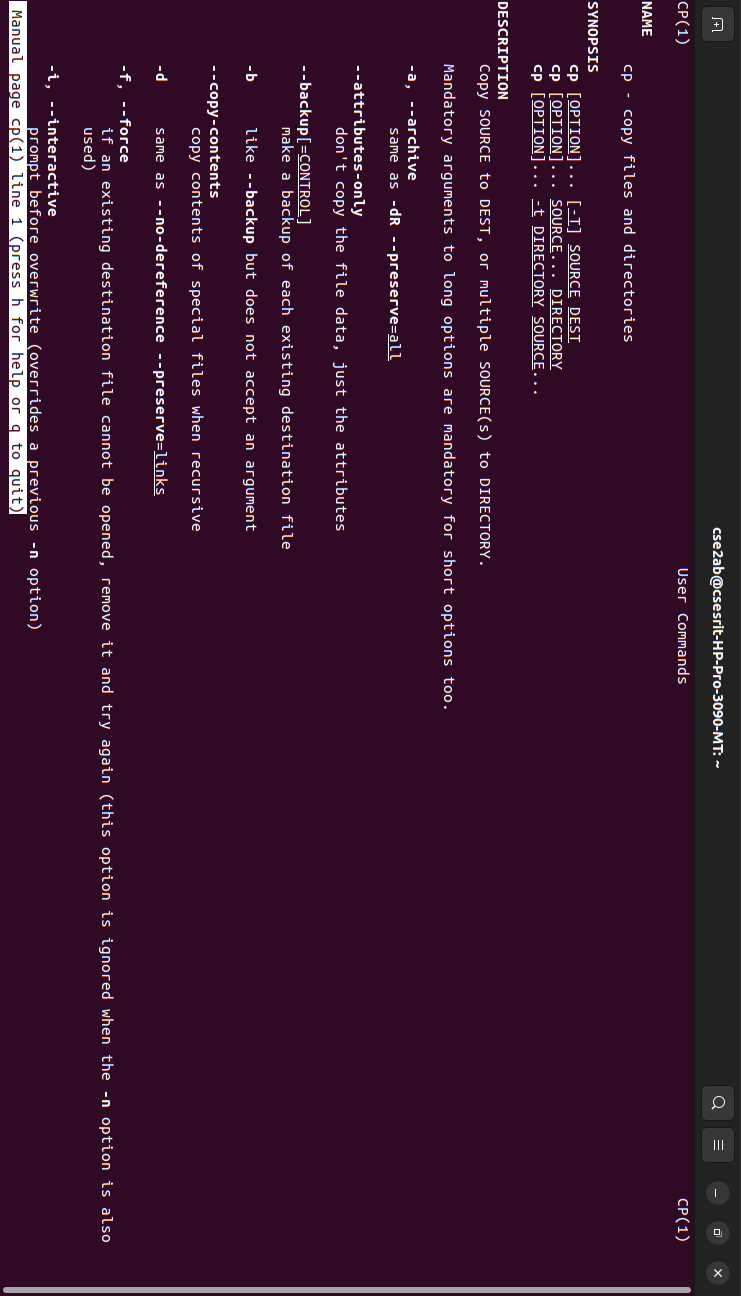 cse2ab@csesrit-HP-Pro-3090-MT: ~
CP(1) User Commands CP(1)
NAME
cp - copy files and directories
SYNOPSIS
cp [OPTION]... [-T] SOURCE DEST
cp [OPTION]... SOURCE... DIRECTORY
cp [OPTION]... -t DIRECTORY SOURCE...
DESCRIPTION
Copy SOURCE to DEST, or multiple SOURCE(s) to DIRECTORY.
Mandatory arguments to long options are mandatory for short options too.
-a, --archive
same as -dR --preserve=all
--attributes-only
don't copy the file data, just the attributes
--backup[=CONTROL]
make a backup of each existing destination file
-b like --backup but does not accept an argument
--copy-contents
copy contents of special files when recursive
-d same as --no-dereference --preserve=links
-f, --force
if an existing destination file cannot be opened, remove it and try again (this option is ignored when the -n option is also
used)
-i, --interactive
prompt before overwrite (overrides a previous -n option)
Manual page cp(1) line 1 (press h for help or q to quit)